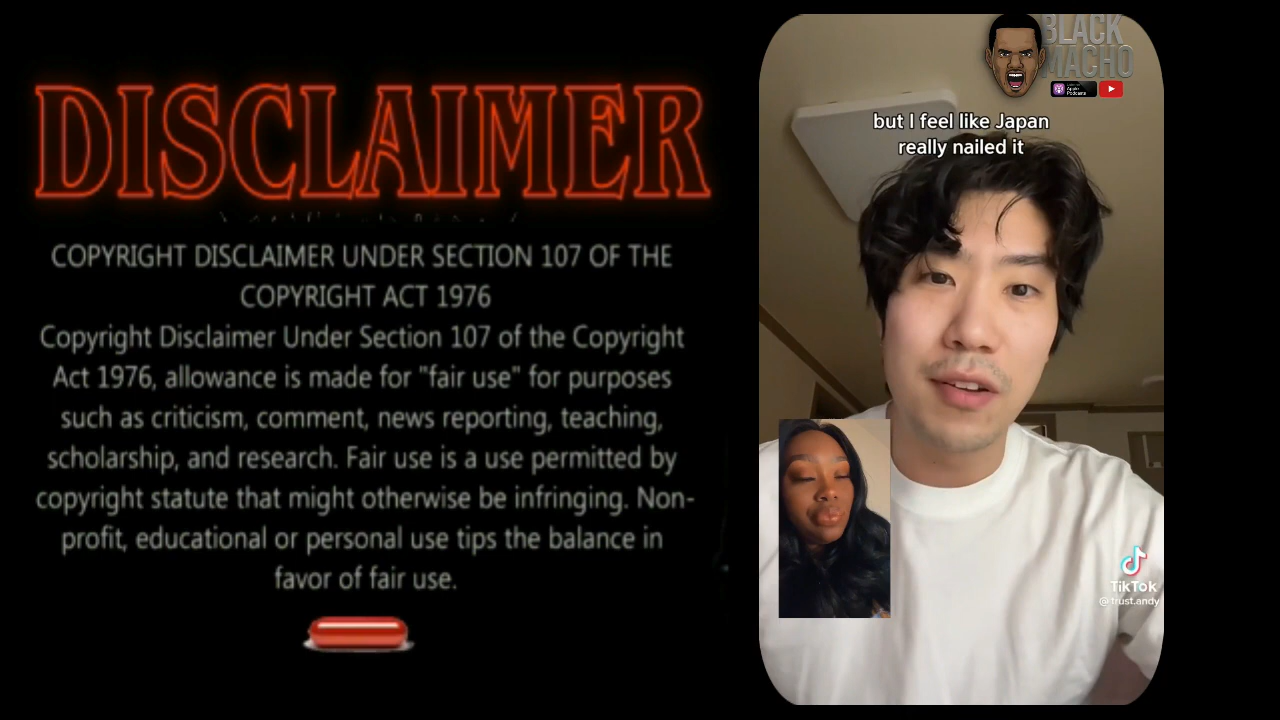 DISCLAIMER
COPYRIGHT DISCLAIMER UNDER SECTION 107 OF THE
COPYRIGHT ACT 1976
Copyright Disclaimer Under Section 107 of the Copyright
Act 1976, allowance is made for "fair use" for purposes
such as criticism, comment, news reporting, teaching,
scholarship, and research. Fair use is a use permitted by
copyright statute that might otherwise be infringing. Non-
profit, educational or personal use tips the balance in
favor of fair use.
BLACK
MACHO
Apple
Podcasts
but I feel like Japan
really nailed it
TikTok
@trust.andy